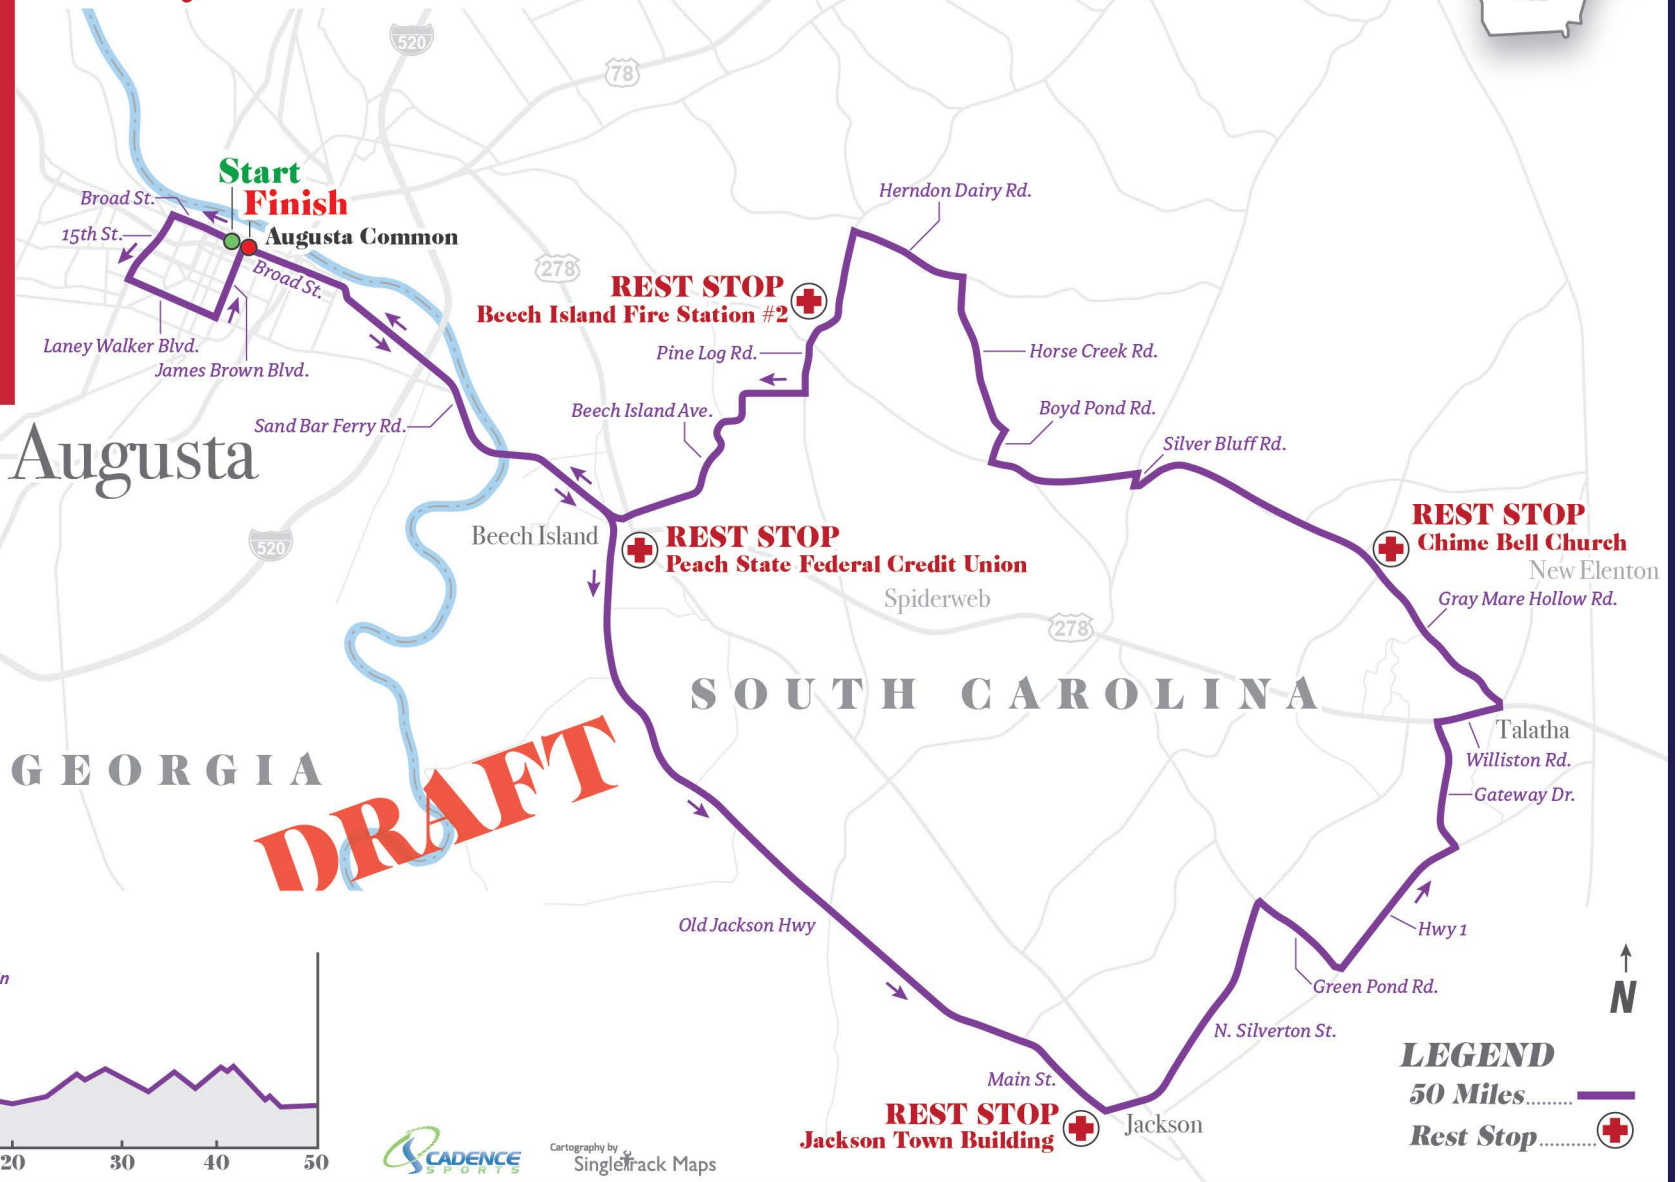 520
78
Start
Finish
Augusta Common
Broad St.
15th St.
Broad St.
Laney Walker Blvd.
James Brown Blvd.
Sand Bar Ferry Rd.
Augusta
520
278
Herndon Dairy Rd.
REST STOP
Beech Island Fire Station #2
Pine Log Rd.
Beech Island Ave.
Horse Creek Rd.
Boyd Pond Rd.
Silver Bluff Rd.
Beech Island
REST STOP
Peach State Federal Credit Union
REST STOP
Chime Bell Church
New Elenton
Gray Mare Hollow Rd.
Spiderweb
278
SOUTH CAROLINA
GEORGIA
DRAFT
Talatha
Williston Rd.
Gateway Dr.
Old Jackson Hwy
Hwy 1
Green Pond Rd.
N. Silverton St.
Main St.
REST STOP
Jackson Town Building
Jackson
N
LEGEND
50 Miles........
Rest Stop..........
20 30 40 50
CADENCE
SPORTS
Cartography by
SingleTrack Maps